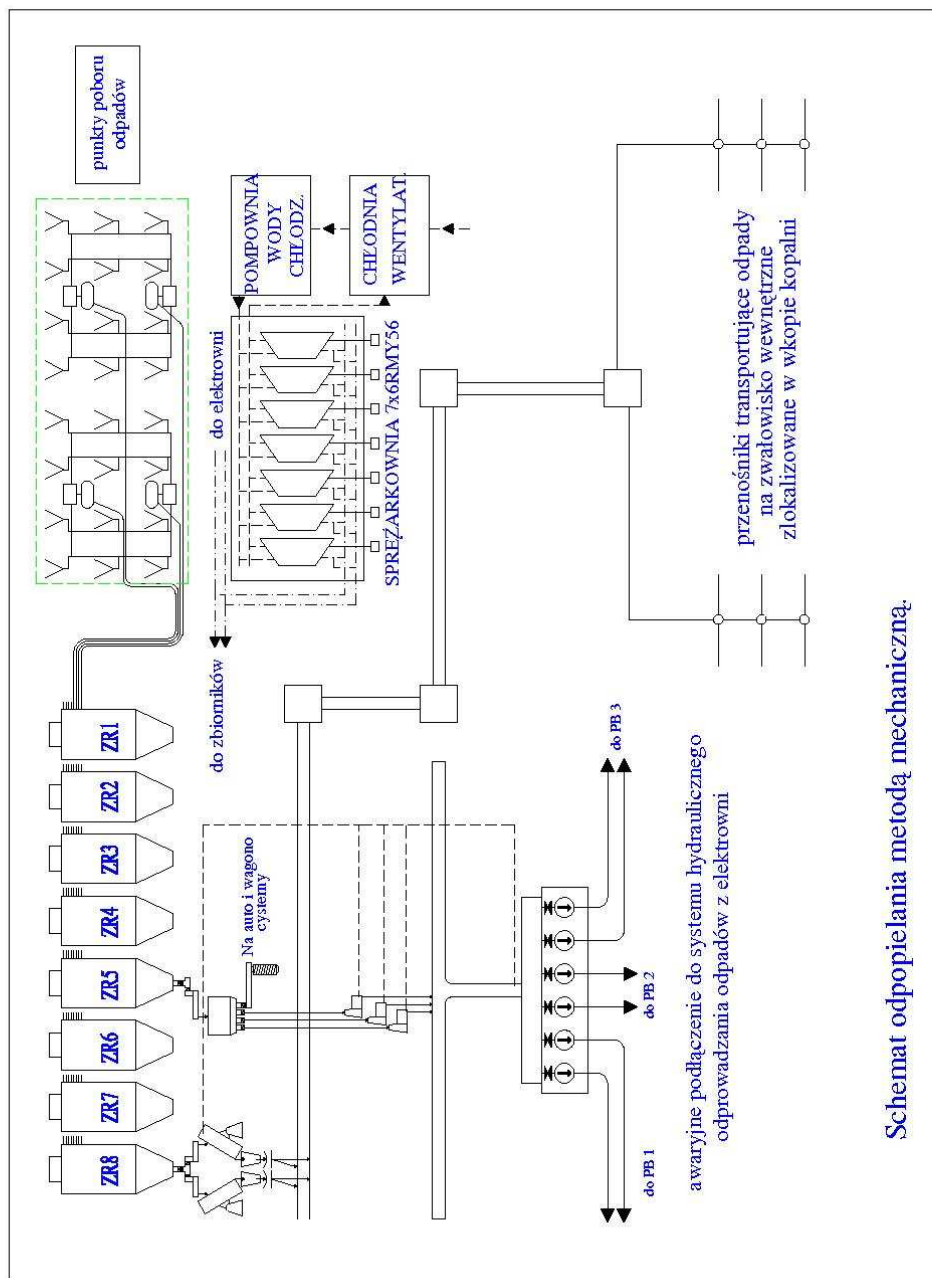 ZR8
ZR7
ZR6
ZR5
ZR4
ZR3
ZR2
ZR1
punkty poboru
odpadów
do zbiorników
do elektrowni
POMPOWNIA
WODY
CHŁODZ.
CHŁODNIA
WENTYLAT.
SPRĘŻARKOWNIA 7x6RMY56
Na auto i wagono
cysterny
do PB 1
do PB 2
do PB 3
awaryjne podłączenie do systemu hydraulicznego
odprowadzania odpadów z elektrowni
przenośniki transportujące odpady
na zwałowisko wewnętrzne
zlokalizowane w wkopie kopalni
Schemat odpopielania metodą mechaniczną.